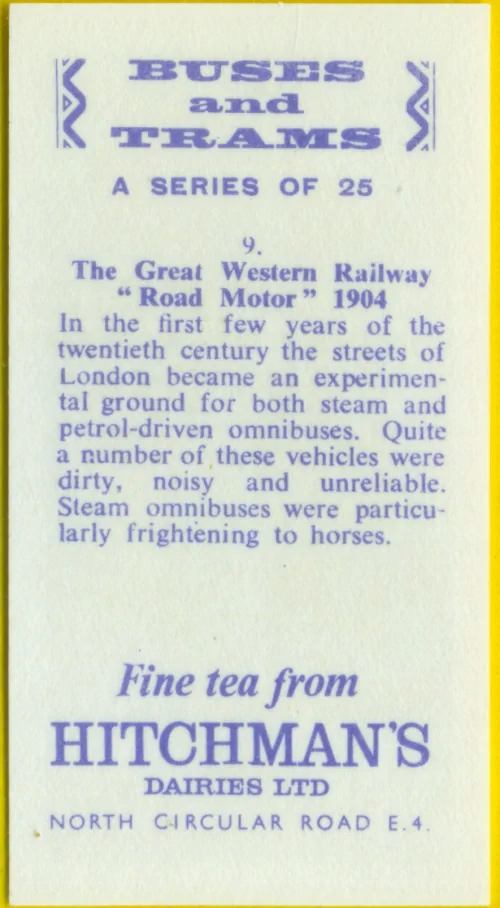 BUSES
and
TRAMS
A SERIES OF 25
9.
The Great Western Railway
“Road Motor” 1904
In the first few years of the
twentieth century the streets of
London became an experimen-
tal ground for both steam and
petrol-driven omnibuses. Quite
a number of these vehicles were
dirty, noisy and unreliable.
Steam omnibuses were particu-
larly frightening to horses.
Fine tea from
HITCHMAN'S
DAIRIES LTD
NORTH CIRCULAR ROAD E.4.